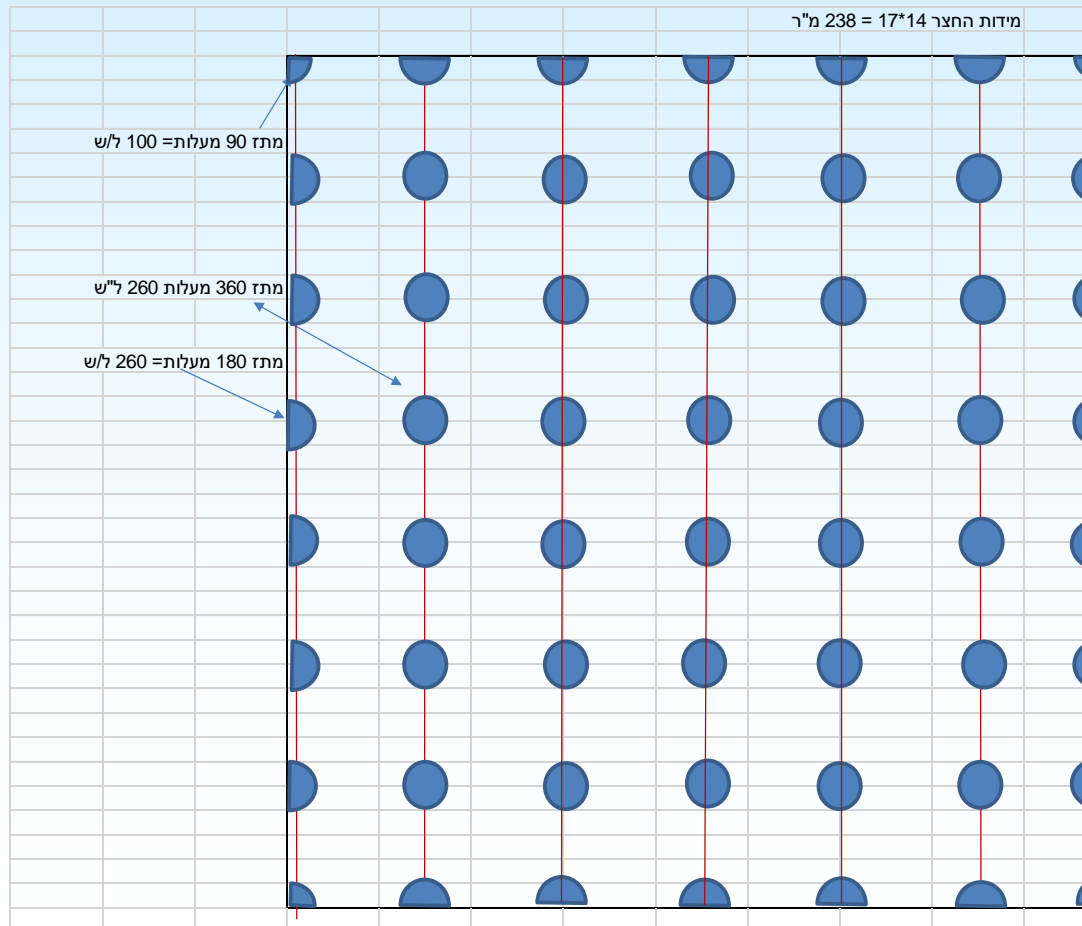 מידות החצר 14*17 = 238 מ"ר
מתז 90 מעלות= 100 ל/ש
מתז 360 מעלות 260 ל"ש
מתז 180 מעלות= 260 ל/ש